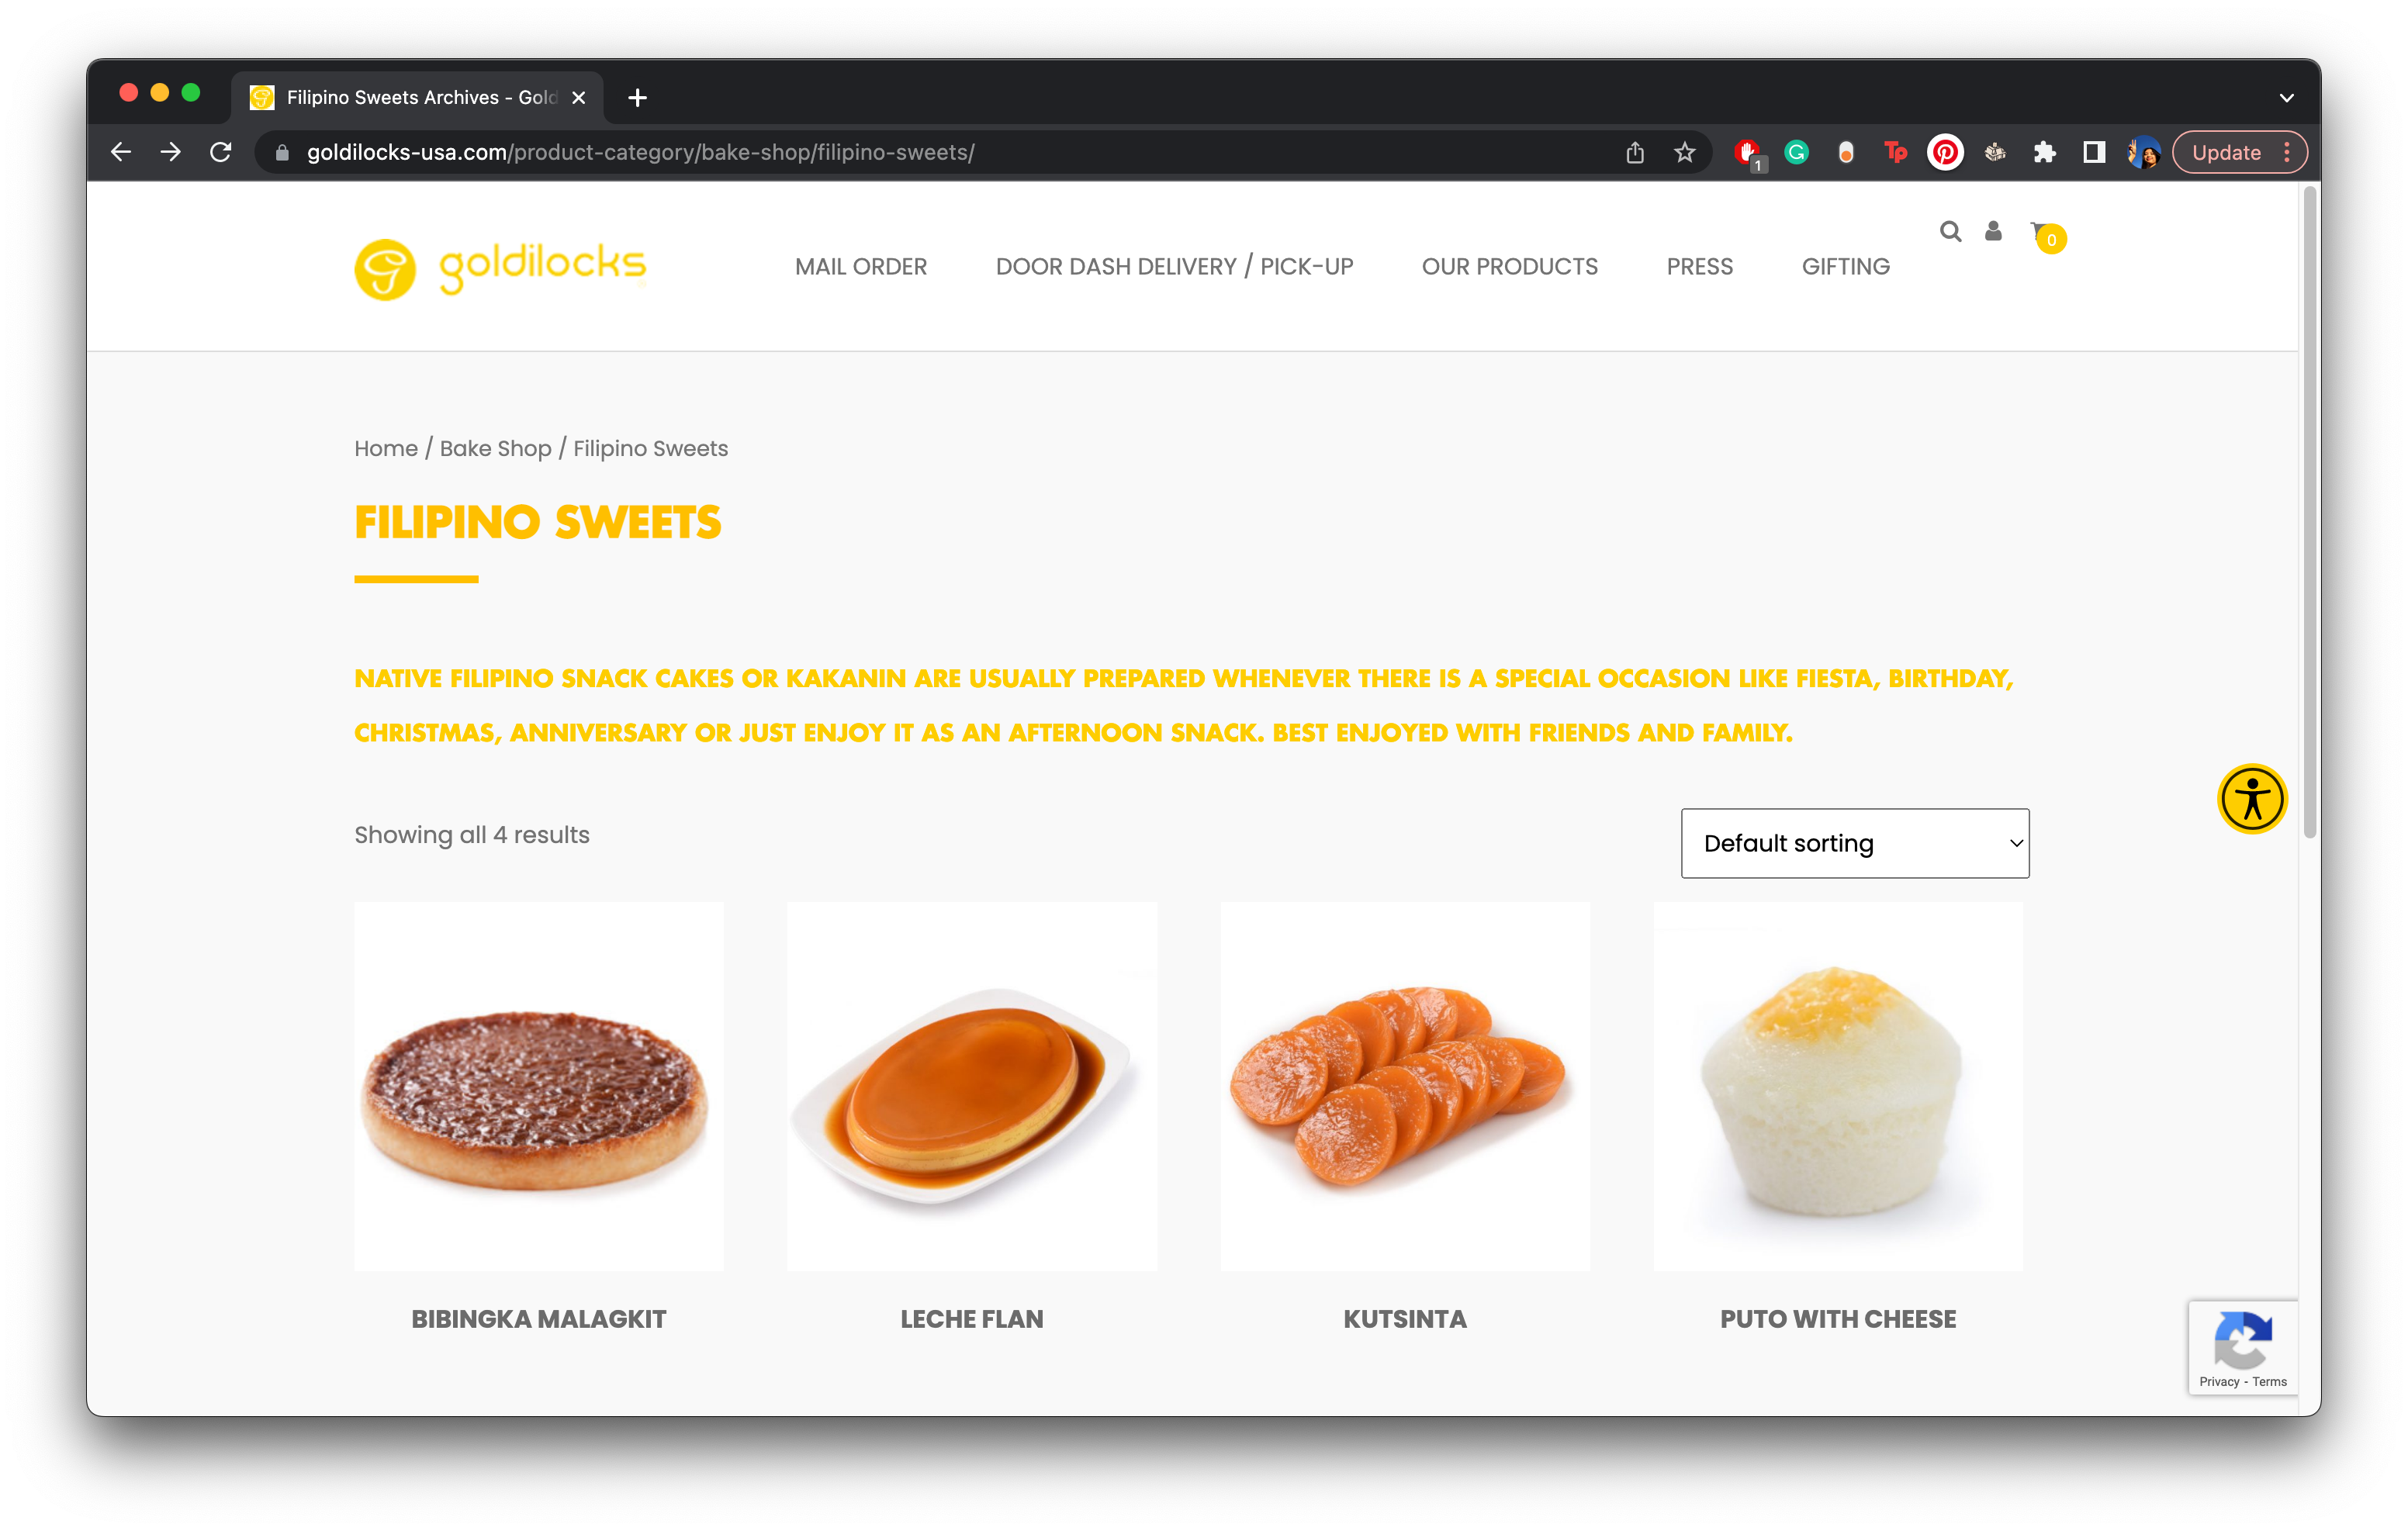 Filipino Sweets Archives - Gold
goldilocks-usa.com/product-category/bake-shop/filipino-sweets/
1
Update
goldilocks
MAIL ORDER
DOOR DASH DELIVERY / PICK-UP
OUR PRODUCTS
PRESS
GIFTING
0
Home / Bake Shop / Filipino Sweets
FILIPINO SWEETS
NATIVE FILIPINO SNACK CAKES OR KAKANIN ARE USUALLY PREPARED WHENEVER THERE IS A SPECIAL OCCASION LIKE FIESTA, BIRTHDAY,
CHRISTMAS, ANNIVERSARY OR JUST ENJOY IT AS AN AFTERNOON SNACK. BEST ENJOYED WITH FRIENDS AND FAMILY.
Showing all 4 results
Default sorting
BIBINGKA MALAGKIT
LECHE FLAN
KUTSINTA
PUTO WITH CHEESE
Privacy - Terms